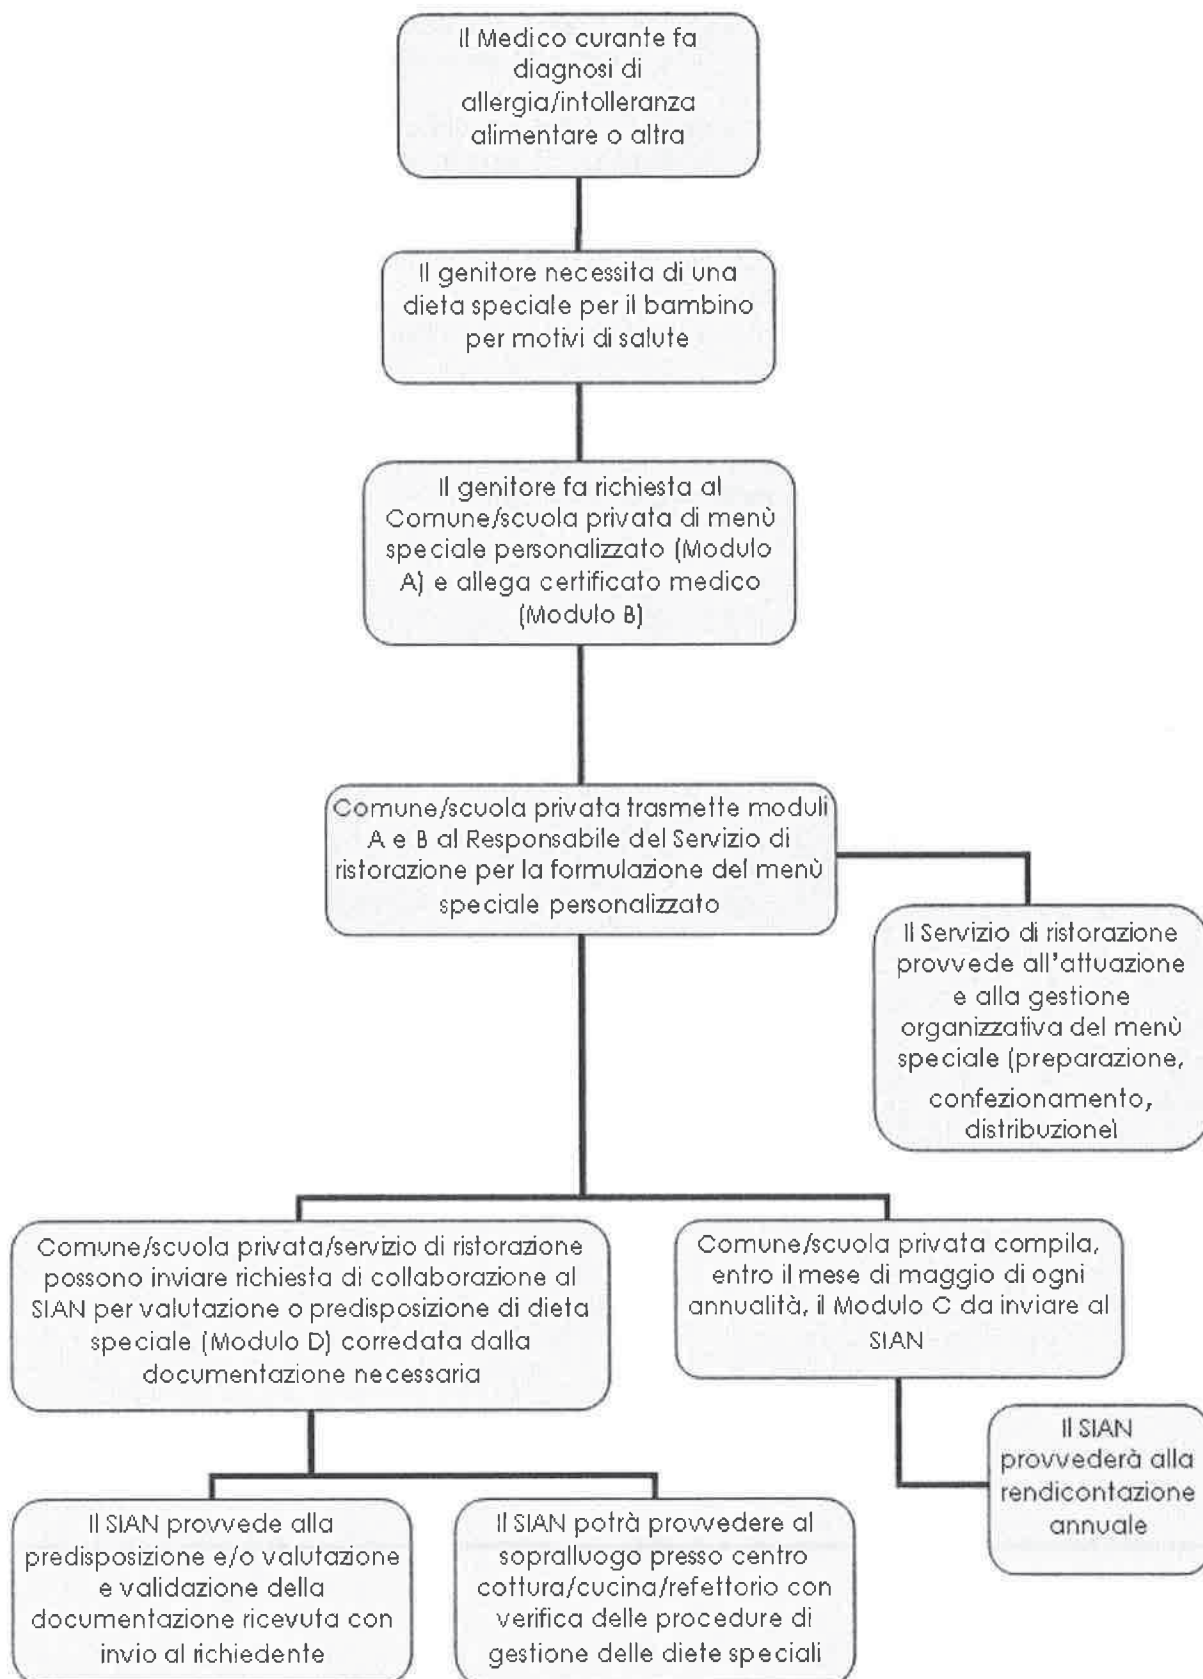 Il Medico curante fa
diagnosi di
allergia/intolleranza
alimentare o altra
Il genitore necessita di una
dieta speciale per il bambino
per motivi di salute
Il genitore fa richiesta al
Comune/scuola privata di menù
speciale personalizzato (Modulo
A) e allega certificato medico
(Modulo B)
Comune/scuola privata trasmette moduli
A e B al Responsabile del Servizio di
ristorazione per la formulazione del menù
speciale personalizzato
Il Servizio di ristorazione
provvede all'attuazione
e alla gestione
organizzativa del menù
speciale (preparazione,
confezionamento,
distribuzione)
Comune/scuola privata/servizio di ristorazione
possono inviare richiesta di collaborazione al
SIAN per valutazione o predisposizione di dieta
speciale (Modulo D) corredata dalla
documentazione necessaria
Comune/scuola privata compila,
entro il mese di maggio di ogni
annualità, il Modulo C da inviare al
SIAN
Il SIAN
provvederà alla
rendicontazione
annuale
Il SIAN provvede alla
predisposizione e/o valutazione
e validazione della
documentazione ricevuta con
invio al richiedente
Il SIAN potrà provvedere al
sopralluogo presso centro
cottura/cucina/refettorio con
verifica delle procedure di
gestione delle diete speciali